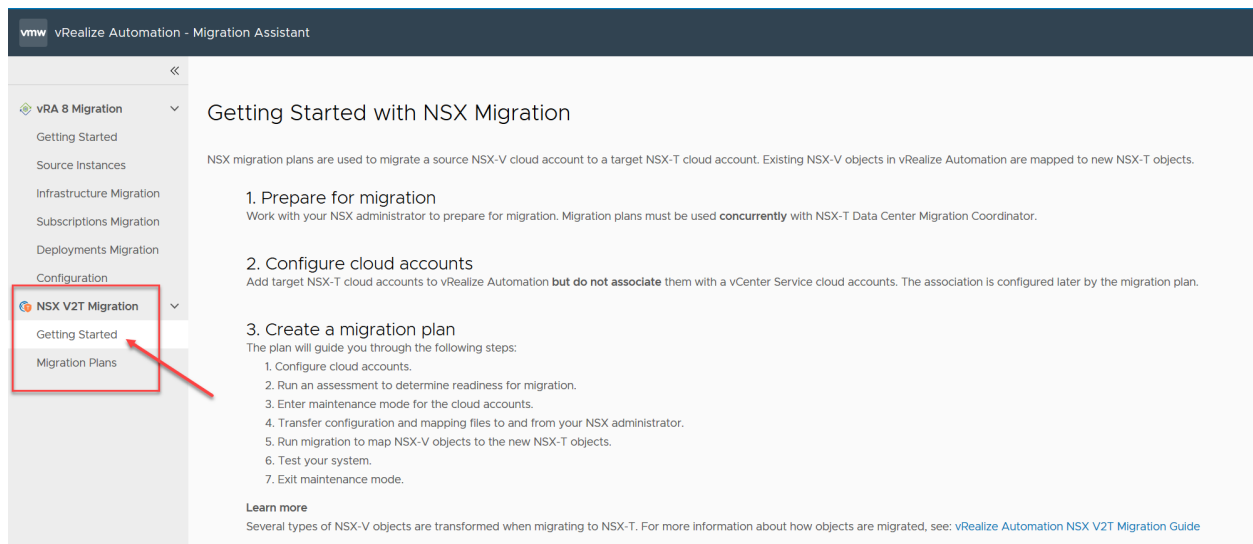 vmw vRealize Automation - Migration Assistant
vRA 8 Migration
Getting Started
Source Instances
Infrastructure Migration
Subscriptions Migration
Deployments Migration
Configuration
NSX V2T Migration
Getting Started
Migration Plans
Getting Started with NSX Migration
NSX migration plans are used to migrate a source NSX-V cloud account to a target NSX-T cloud account. Existing NSX-V objects in vRealize Automation are mapped to new NSX-T objects.
1. Prepare for migration
Work with your NSX administrator to prepare for migration. Migration plans must be used concurrently with NSX-T Data Center Migration Coordinator.
2. Configure cloud accounts
Add target NSX-T cloud accounts to vRealize Automation but do not associate them with a vCenter Service cloud accounts. The association is configured later by the migration plan.
3. Create a migration plan
The plan will guide you through the following steps:
1. Configure cloud accounts.
2. Run an assessment to determine readiness for migration.
3. Enter maintenance mode for the cloud accounts.
4. Transfer configuration and mapping files to and from your NSX administrator.
5. Run migration to map NSX-V objects to the new NSX-T objects.
6. Test your system.
7. Exit maintenance mode.
Learn more
Several types of NSX-V objects are transformed when migrating to NSX-T. For more information about how objects are migrated, see: vRealize Automation NSX V2T Migration Guide